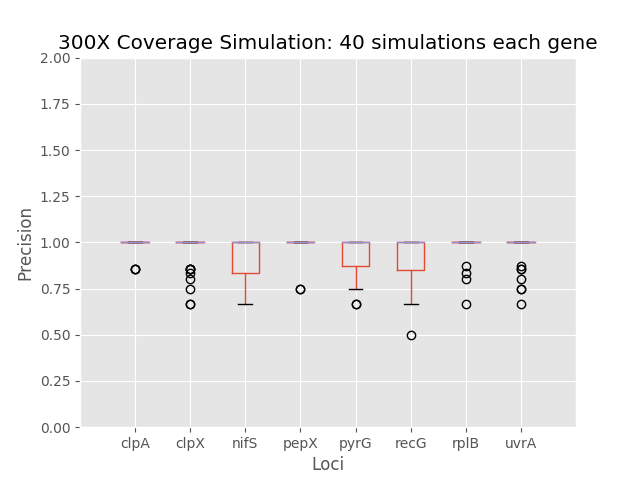 300X Coverage Simulation: 40 simulations each gene
2.00
1.75
1.50
1.25
1.00
0.75
0.50
0.25
0.00
Precision
clpA clpX nifS pepX pyrG recG rplB uvrA
Loci